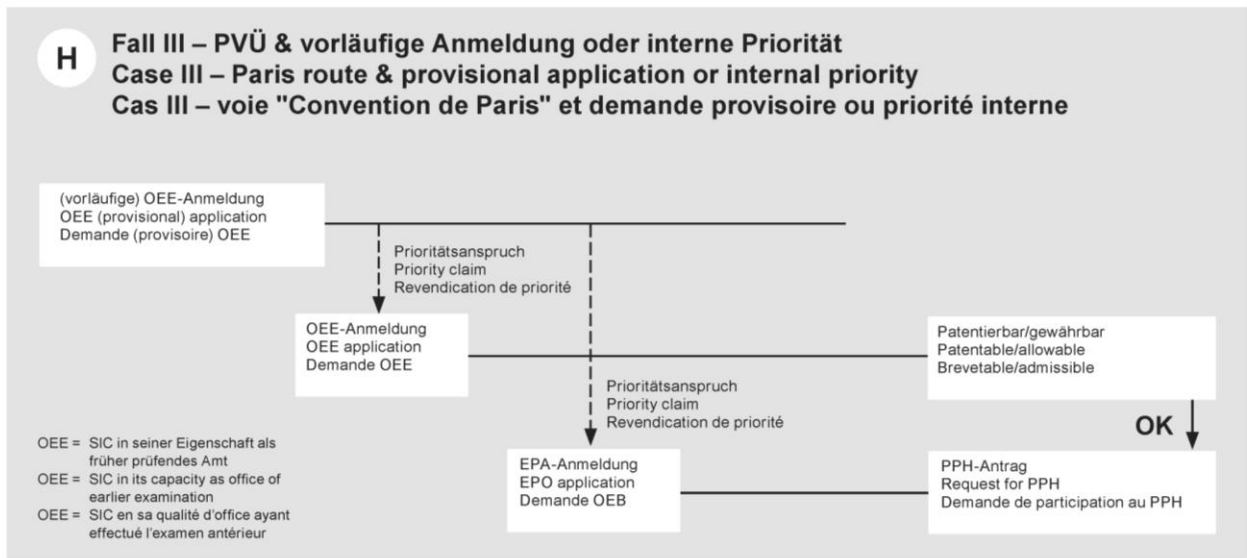 H
Fall III – PVÜ & vorläufige Anmeldung oder interne Priorität
Case III – Paris route & provisional application or internal priority
Cas III – voie "Convention de Paris" et demande provisoire ou priorité interne
(vorläufige) OEE-Anmeldung
OEE (provisional) application
Demande (provisoire) OEE
Prioritätsanspruch
Priority claim
Revendication de priorité
OEE-Anmeldung
OEE application
Demande OEE
Patentierbar/gewährbar
Patentable/allowable
Brevetable/admissible
Prioritätsanspruch
Priority claim
Revendication de priorité
OK
OEE = SIC in seiner Eigenschaft als
früher prüfendes Amt
OEE = SIC in its capacity as office of
earlier examination
OEE = SIC en sa qualité d'office ayant
effectué l'examen antérieur
EPA-Anmeldung
EPO application
Demande OEB
PPH-Antrag
Request for PPH
Demande de participation au PPH